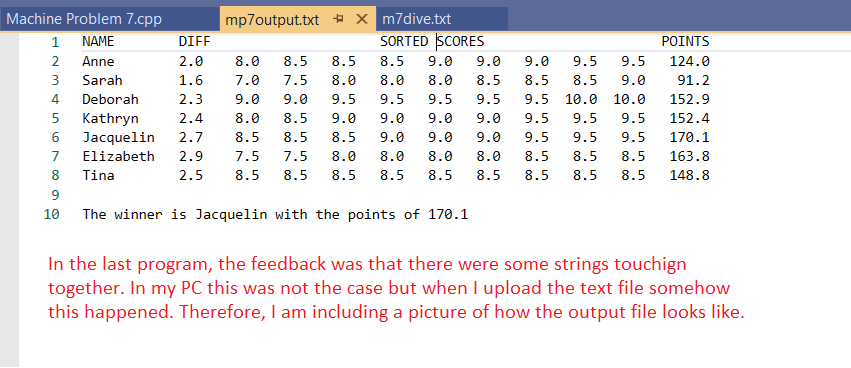 Machine Problem 7.cpp mp7output.txt m7dive.txt
1 NAME DIFF SORTED SCORES POINTS
2 Anne 2.0 8.0 8.5 8.5 8.5 9.0 9.0 9.0 9.5 9.5 124.0
3 Sarah 1.6 7.0 7.5 8.0 8.0 8.0 8.5 8.5 8.5 9.0 91.2
4 Deborah 2.3 9.0 9.0 9.5 9.5 9.5 9.5 9.5 10.0 10.0 152.9
5 Kathryn 2.4 8.0 8.5 9.0 9.0 9.0 9.0 9.5 9.5 9.5 152.4
6 Jacquelin 2.7 8.5 8.5 8.5 9.0 9.0 9.0 9.5 9.5 9.5 170.1
7 Elizabeth 2.9 7.5 7.5 8.0 8.0 8.0 8.0 8.5 8.5 8.5 163.8
8 Tina 2.5 8.5 8.5 8.5 8.5 8.5 8.5 8.5 8.5 8.5 148.8
9
10 The winner is Jacquelin with the points of 170.1
In the last program, the feedback was that there were some strings touchign
together. In my PC this was not the case but when I upload the text file somehow
this happened. Therefore, I am including a picture of how the output file looks like.